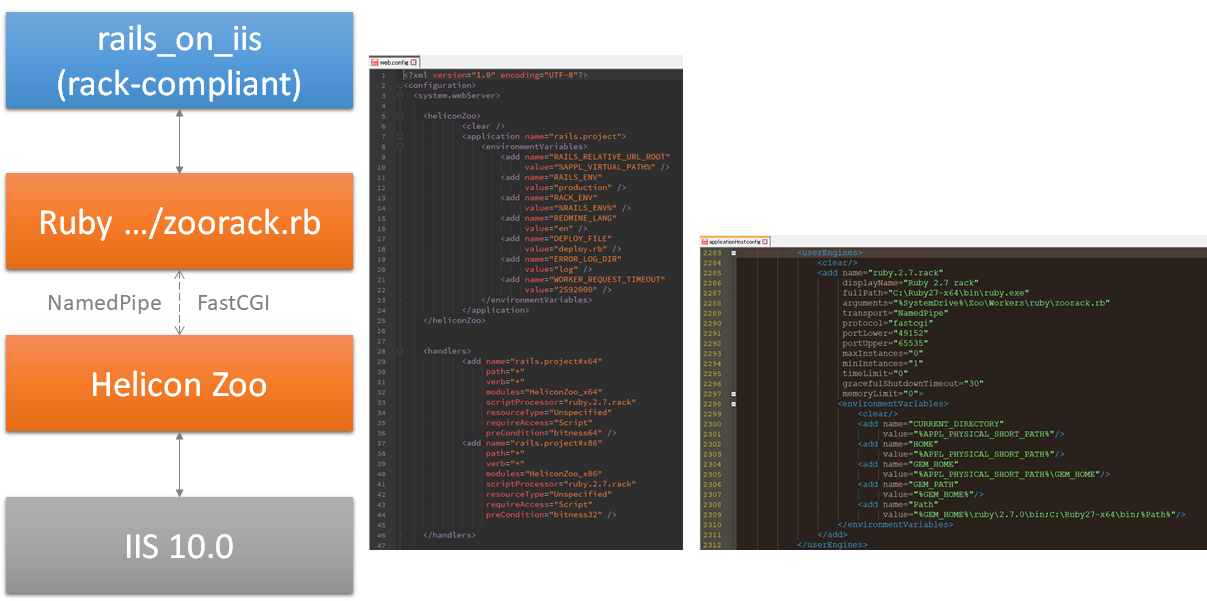 rails_on_iis
(rack-compliant)
Ruby .../zoorack.rb
NamedPipe FastCGI
Helicon Zoo
IIS 10.0
web.config
1 <?xml version="1.0" encoding="UTF-8"?>
2 <configuration>
3 <system.webServer>
4
5 <heliconZoo>
6 <clear />
7 <application name="rails.project">
8 <environmentVariables>
9 <add name="RAILS_RELATIVE_URL_ROOT"
10 value="%APPL_VIRTUAL_PATH%" />
11 <add name="RAILS_ENV"
12 value="production" />
13 <add name="RACK_ENV"
14 value="%RAILS_ENV%" />
15 <add name="REDMINE_LANG"
16 value="en" />
17 <add name="DEPLOY_FILE"
18 value="deploy.rb" />
19 <add name="ERROR_LOG_DIR"
20 value="log" />
21 <add name="WORKER_REQUEST_TIMEOUT"
22 value="2592000" />
23 </environmentVariables>
24 </application>
25 </heliconZoo>
26
27
28 <handlers>
29 <add name="rails.project#x64"
30 path="*"
31 verb="*"
32 modules="HeliconZoo_x64"
33 scriptProcessor="ruby.2.7.rack"
34 resourceType="Unspecified"
35 requireAccess="Script"
36 preCondition="bitness64" />
37 <add name="rails.project#x86"
38 path="*"
39 verb="*"
40 modules="HeliconZoo_x86"
41 scriptProcessor="ruby.2.7.rack"
42 resourceType="Unspecified"
43 requireAccess="Script"
44 preCondition="bitness32" />
45
46 </handlers>
47
applicationHost.config
2283 <userEngines>
2284 <clear/>
2285 <add name="ruby.2.7.rack"
2286 displayName="Ruby 2.7 rack"
2287 fullPath="C:\Ruby27-x64\bin\ruby.exe"
2288 arguments="%SystemDrive%\Zoo\Workers\ruby\zoorack.rb"
2289 transport="NamedPipe"
2290 protocol="fastcgi"
2291 portLower="49152"
2292 portUpper="65535"
2293 maxInstances="0"
2294 minInstances="1"
2295 timeLimit="0"
2296 gracefulShutdownTimeout="30"
2297 memoryLimit="0">
2298 <environmentVariables>
2299 <clear/>
2300 <add name="CURRENT_DIRECTORY"
2301 value="%APPL_PHYSICAL_SHORT_PATH%"/>
2302 <add name="HOME"
2303 value="%APPL_PHYSICAL_SHORT_PATH%"/>
2304 <add name="GEM_HOME"
2305 value="%APPL_PHYSICAL_SHORT_PATH%\GEM_HOME"/>
2306 <add name="GEM_PATH"
2307 value="%GEM_HOME%"/>
2308 <add name="Path"
2309 value="%GEM_HOME%\ruby\2.7.0\bin;C:\Ruby27-x64\bin;%Path%"/>
2310 </environmentVariables>
2311 </add>
2312 </userEngines>